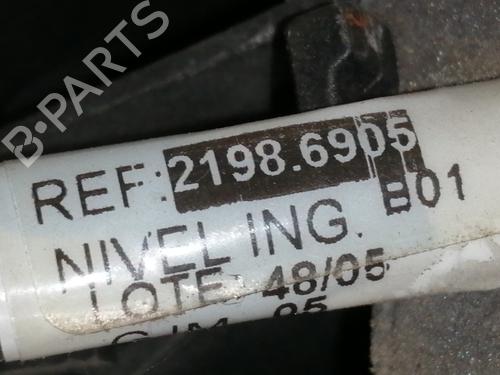 B-PARTS
REF: 2198.6905
NIVEL ING. B01
LOTE 48/05